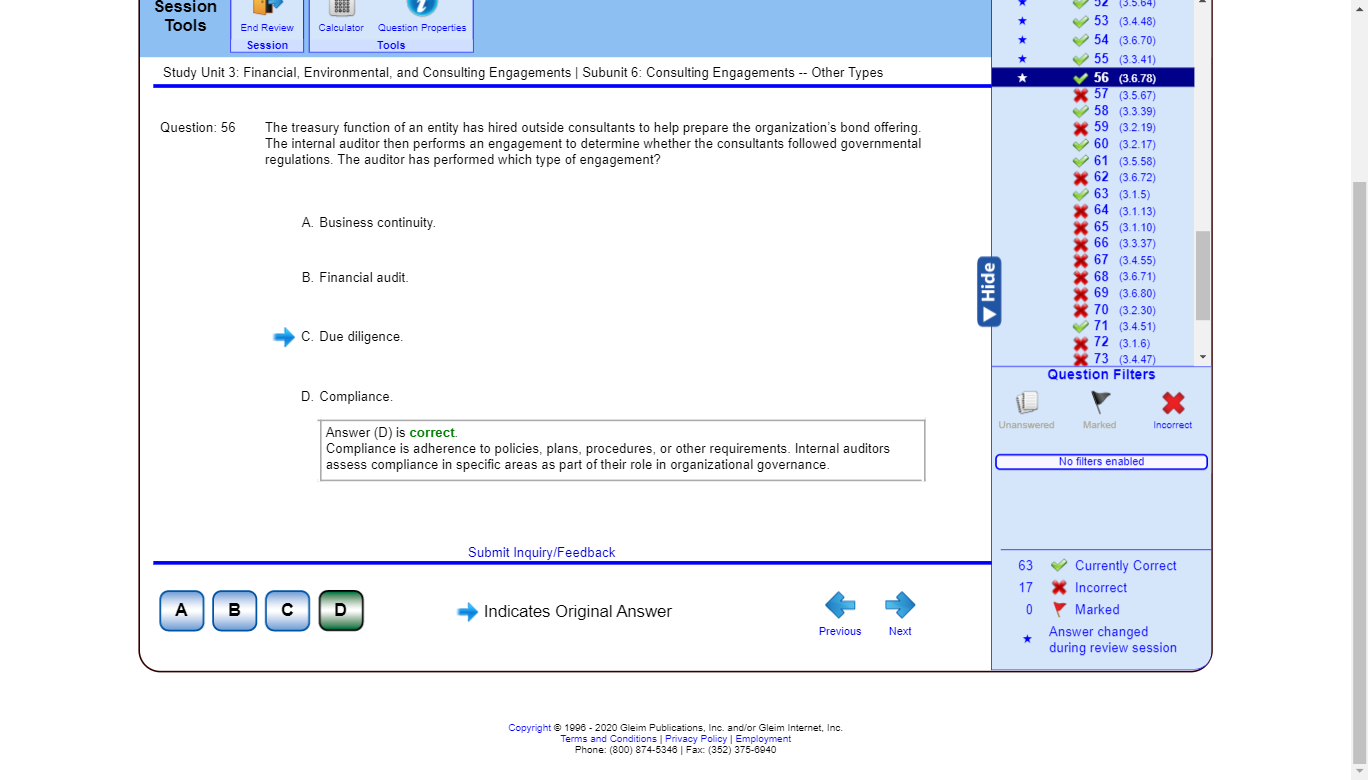 Session
Tools
End Review
Session
Calculator
Question Properties
Tools
Study Unit 3: Financial, Environmental, and Consulting Engagements | Subunit 6: Consulting Engagements -- Other Types
Question: 56
The treasury function of an entity has hired outside consultants to help prepare the organization's bond offering.
The internal auditor then performs an engagement to determine whether the consultants followed governmental
regulations. The auditor has performed which type of engagement?
A. Business continuity.
B. Financial audit.
C. Due diligence.
D. Compliance.
Answer (D) is correct.
Compliance is adherence to policies, plans, procedures, or other requirements. Internal auditors
assess compliance in specific areas as part of their role in organizational governance.
Submit Inquiry/Feedback
A
B
C
D
Indicates Original Answer
Previous
Next
Hide
52 (3.5.64)
53 (3.4.48)
54 (3.6.70)
55 (3.3.41)
56 (3.6.78)
57 (3.5.67)
58 (3.3.39)
59 (3.2.19)
60 (3.2.17)
61 (3.5.58)
62 (3.6.72)
63 (3.1.5)
64 (3.1.13)
65 (3.1.10)
66 (3.3.37)
67 (3.4.55)
68 (3.6.71)
69 (3.6.80)
70 (3.2.30)
71 (3.4.51)
72 (3.1.6)
73 (3.4.47)
Question Filters
Unanswered
Marked
Incorrect
No filters enabled
63 Currently Correct
17 Incorrect
0 Marked
Answer changed
during review session
Copyright © 1996 - 2020 Gleim Publications, Inc. and/or Gleim Internet, Inc.
Terms and Conditions | Privacy Policy | Employment
Phone: (800) 874-5346 | Fax: (352) 375-6940